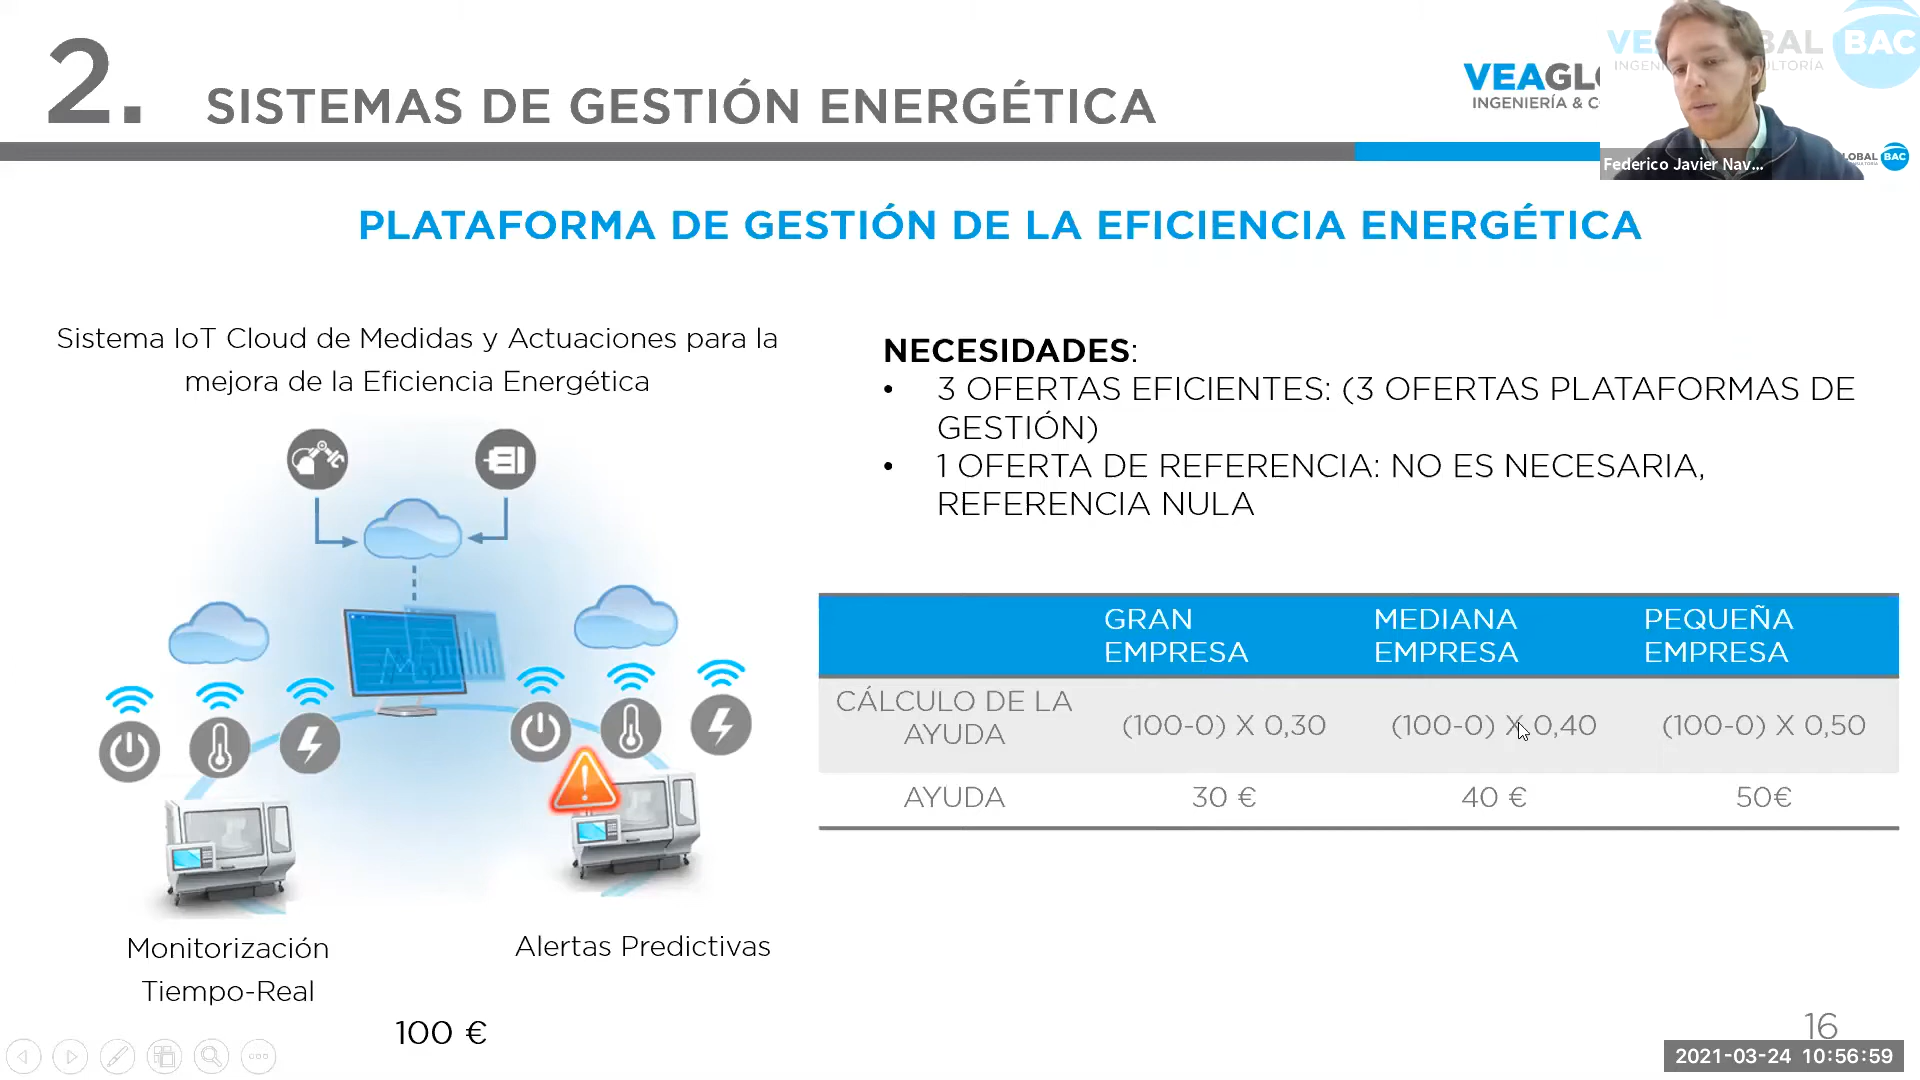 2.
SISTEMAS DE GESTIÓN ENERGÉTICA
VEAGLO
INGENIERÍA & C
BAL BAC
Federico Javier Nav...
LOBAL BAC
PLATAFORMA DE GESTIÓN DE LA EFICIENCIA ENERGÉTICA
Sistema IoT Cloud de Medidas y Actuaciones para la
mejora de la Eficiencia Energética
NECESIDADES:
• 3 OFERTAS EFICIENTES: (3 OFERTAS PLATAFORMAS DE
GESTIÓN)
• 1 OFERTA DE REFERENCIA: NO ES NECESARIA,
REFERENCIA NULA
GRAN
EMPRESA
MEDIANA
EMPRESA
PEQUEÑA
EMPRESA
CÁLCULO DE LA
AYUDA
(100-0) X 0,30
(100-0) X 0,40
(100-0) X 0,50
AYUDA
30 €
40 €
50€
Monitorización
Tiempo-Real
Alertas Predictivas
100 €
16
2021-03-24 10:56:59